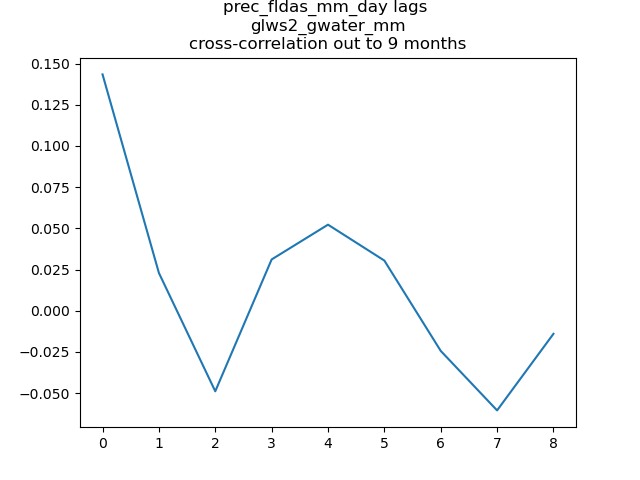 prec_fldas_mm_day lags
glws2_gwater_mm
cross-correlation out to 9 months
0.150
0.125
0.100
0.075
0.050
0.025
0.000
−0.025
−0.050
0 1 2 3 4 5 6 7 8